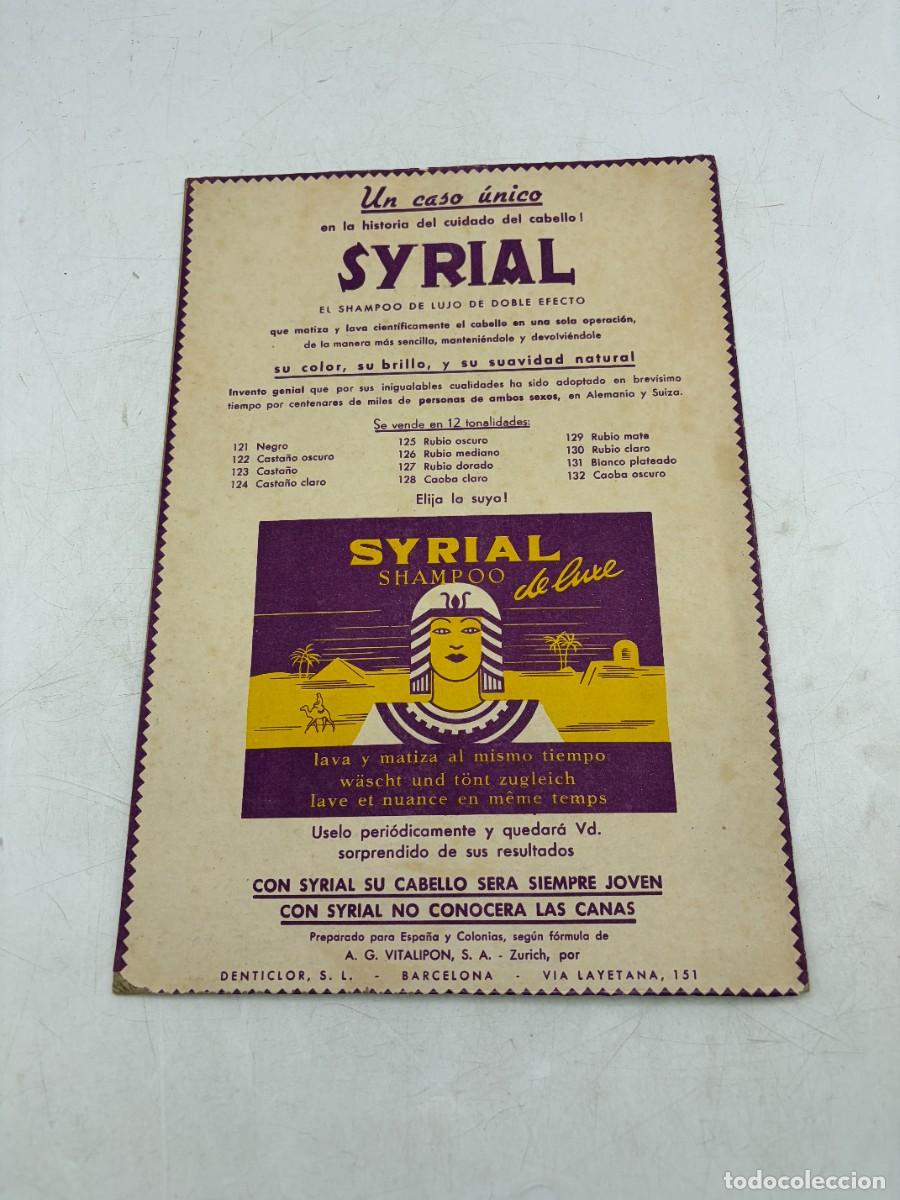 Un caso único
en la historia del cuidado del cabello!
SYRIAL
EL SHAMPOO DE LUJO DE DOBLE EFECTO
que matiza y lava científicamente el cabello en una sola operación,
de la manera más sencilla, manteniéndole y devolviéndole
su color, su brillo, y su suavidad natural
Invento genial que por sus inigualables cualidades ha sido adoptado en brevísimo
tiempo por centenares de miles de personas de ambos sexos, en Alemania y Suiza.
Se vende en 12 tonalidades:
121 Negro
122 Castaño oscuro
123 Castaño
124 Castaño claro
125 Rubio oscuro
126 Rubio mediano
127 Rubio dorado
128 Caoba claro
129 Rubio mate
130 Rubio claro
131 Blanco plateado
132 Caoba oscuro
Elija la suya!
SYRIAL
SHAMPOO de luxe
lava y matiza al mismo tiempo
wäscht und tönt zugleich
lave et nuance en même temps
Uselo periódicamente y quedará Vd.
sorprendido de sus resultados
CON SYRIAL SU CABELLO SERA SIEMPRE JOVEN
CON SYRIAL NO CONOCERA LAS CANAS
Preparado para España y Colonias, según fórmula de
A. G. VITALIPON, S. A. - Zurich, por
DENTICLOR, S. L. - BARCELONA - VIA LAYETANA, 151
todocoleccion